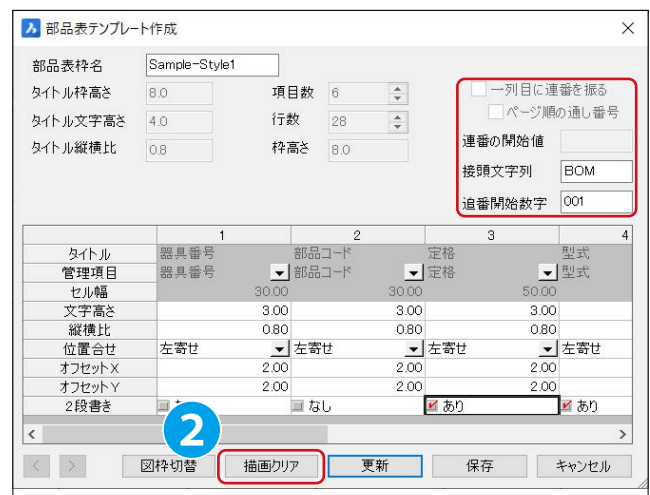 部品表テンプレート作成
部品表枠名 Sample-Style1
タイトル枠高さ 8.0 項目数 6 一列目に連番を振る
タイトル文字高さ 4.0 行数 28 ページ順の通し番号
タイトル縦横比 0.8 枠高さ 8.0 連番の開始値
接頭文字列 BOM
追番開始数字 001
1 2 3 4
タイトル 器具番号 部品コード 定格 型式
管理項目 器具番号 部品コード 定格 型式
セル幅 30.00 30.00 50.00
文字高さ 3.00 3.00 3.00
縦横比 0.80 0.80 0.80
位置合せ 左寄せ 左寄せ 左寄せ 左寄せ
オフセットX 2.00 2.00 2.00
オフセットY 2.00 2.00 2.00
2段書き なし あり あり
2
< > 図枠切替 描画クリア 更新 保存 キャンセル